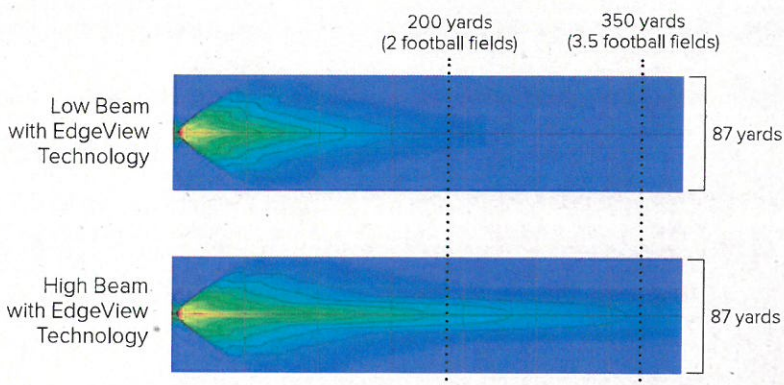 200 yards
(2 football fields)
350 yards
(3.5 football fields)
Low Beam
with EdgeView
Technology
87 yards
High Beam
with EdgeView
Technology
87 yards